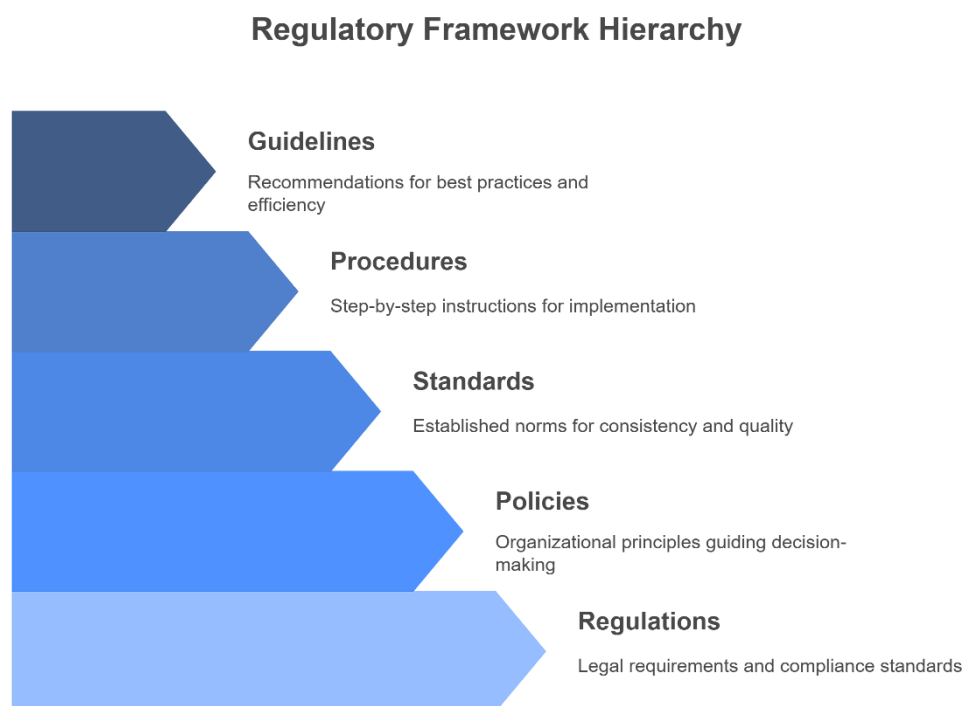 Regulatory Framework Hierarchy
Guidelines
Recommendations for best practices and
efficiency
Procedures
Step-by-step instructions for implementation
Standards
Established norms for consistency and quality
Policies
Organizational principles guiding decision-
making
Regulations
Legal requirements and compliance standards